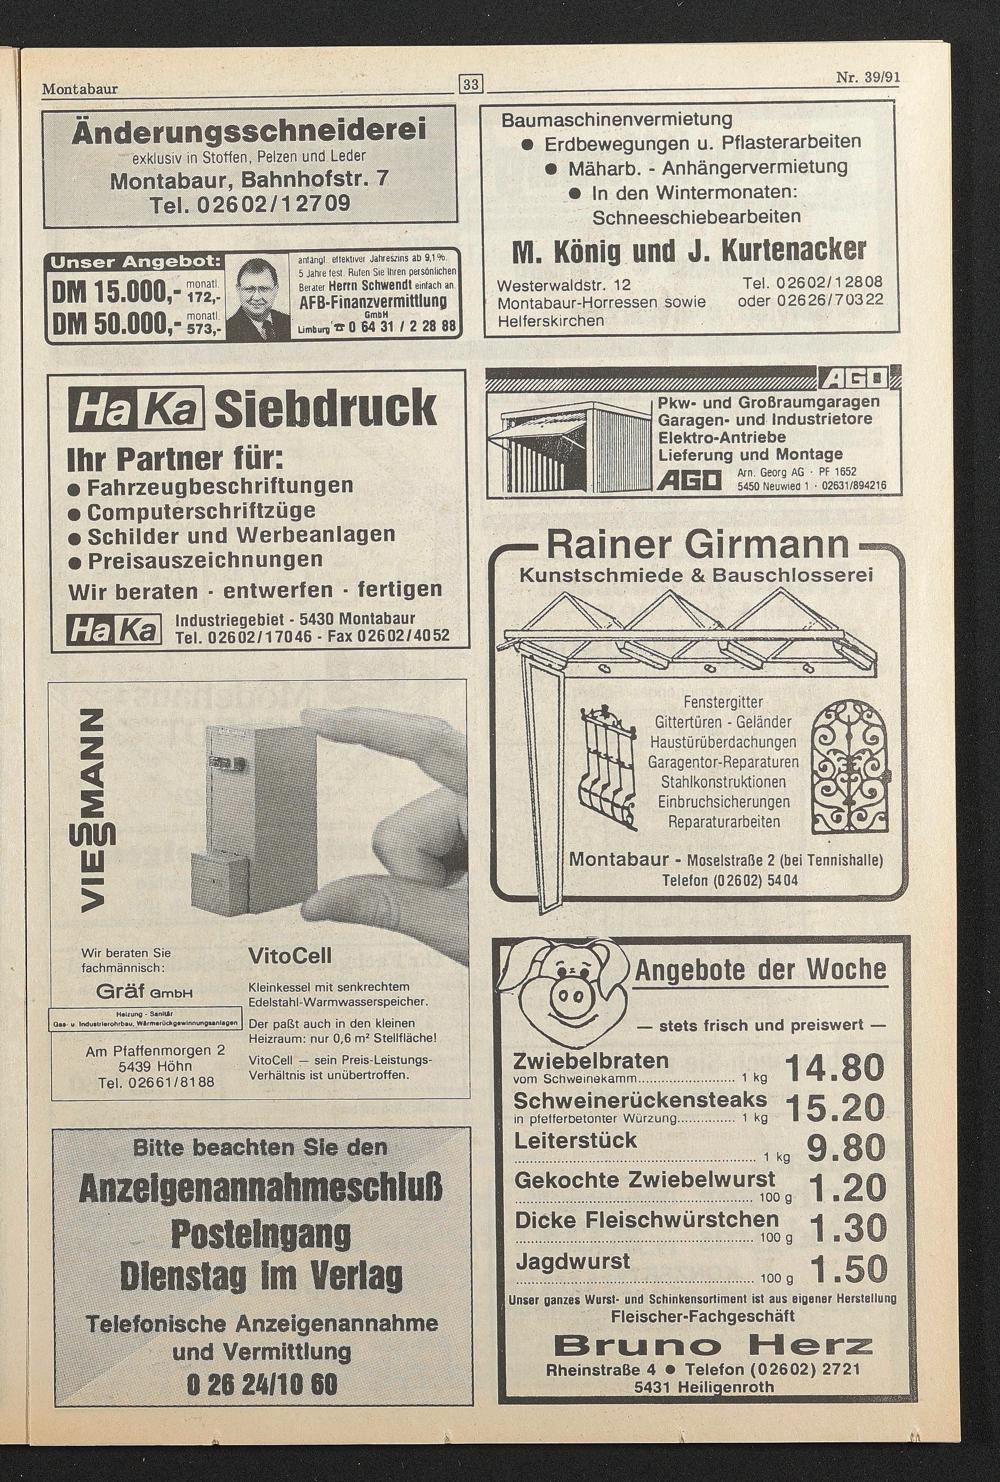 Montabaur
33
Nr. 39/91
Änderungsschneiderei
exklusiv in Stoffen, Pelzen und Leder
Montabaur, Bahnhofstr. 7
Tel. 02602/12709
Unser Angebot:
DM 15.000,- monatl. 172,-
DM 50.000,- monatl. 573,-
anfängl. effektiver Jahreszins ab 9,1%.
5 Jahre fest. Rufen Sie Ihren persönlichen
Berater Herrn Schwendt einfach an.
AFB-Finanzvermittlung
GmbH
Limburg ☎ 0 64 31 / 2 28 88
HaKa Siebdruck
Ihr Partner für:
● Fahrzeugbeschriftungen
● Computerschriftzüge
● Schilder und Werbeanlagen
● Preisauszeichnungen
Wir beraten - entwerfen - fertigen
HaKa
Industriegebiet - 5430 Montabaur
Tel. 02602/17046 - Fax 02602/4052
VIESSMANN
Wir beraten Sie
fachmännisch:
Gräf GmbH
Heizung - Sanitär
Gas- u. Industrierohrbau, Wärmerückgewinnungsanlagen
Am Pfaffenmorgen 2
5439 Höhn
Tel. 02661/8188
VitoCell
Kleinkessel mit senkrechtem
Edelstahl-Warmwasserspeicher.
Der paßt auch in den kleinen
Heizraum: nur 0,6 m² Stellfläche!
VitoCell — sein Preis-Leistungs-
Verhältnis ist unübertroffen.
Bitte beachten Sie den
Anzeigenannahmeschluß
Posteingang
Dienstag im Verlag
Telefonische Anzeigenannahme
und Vermittlung
0 26 24/10 60
Baumaschinenvermietung
● Erdbewegungen u. Pflasterarbeiten
● Mäharb. - Anhängervermietung
● In den Wintermonaten:
Schneeschiebearbeiten
M. König und J. Kurtenacker
Westerwaldstr. 12
Montabaur-Horressen sowie
Helferskirchen
Tel. 02602/12808
oder 02626/70322
AGO
Pkw- und Großraumgaragen
Garagen- und Industrietore
Elektro-Antriebe
Lieferung und Montage
AGO
Arn. Georg AG · PF 1652
5450 Neuwied 1 · 02631/894216
Rainer Girmann
Kunstschmiede & Bauschlosserei
Fenstergitter
Gittertüren - Geländer
Haustürüberdachungen
Garagentor-Reparaturen
Stahlkonstruktionen
Einbruchsicherungen
Reparaturarbeiten
Montabaur - Moselstraße 2 (bei Tennishalle)
Telefon (02602) 5404
Angebote der Woche
— stets frisch und preiswert —
Zwiebelbraten
vom Schweinekamm.......................... 1 kg 14.80
Schweinerückensteaks
in pfefferbetonter Würzung................ 1 kg 15.20
Leiterstück
................................ 1 kg 9.80
Gekochte Zwiebelwurst
................................ 100 g 1.20
Dicke Fleischwürstchen
................................ 100 g 1.30
Jagdwurst
................................ 100 g 1.50
Unser ganzes Wurst- und Schinkensortiment ist aus eigener Herstellung
Fleischer-Fachgeschäft
Bruno Herz
Rheinstraße 4 ● Telefon (02602) 2721
5431 Heiligenroth